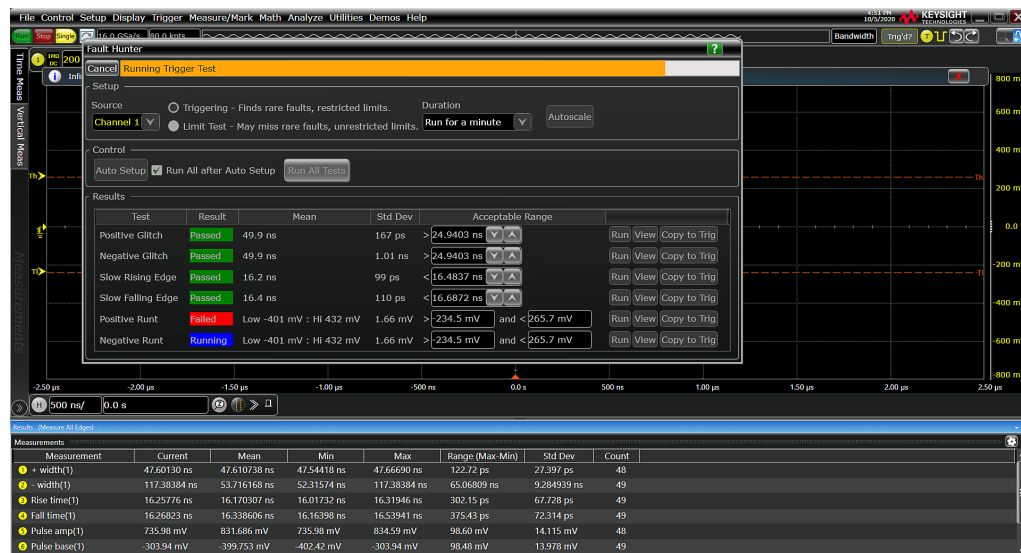 File Control Setup Display Trigger Measure/Mark Math Analyze Utilities Demos Help
4:51 PM
10/5/2020
KEYSIGHT
TECHNOLOGIES
Run Stop Single 16.0 GSa/s 80.0 kpts
Bandwidth Trig'd? T
Time Meas
Vertical Meas
Measurements
1 1MΩ DC 200
Fault Hunter ?
Cancel Running Trigger Test
i Infi X
Setup
Source Duration
Triggering - Finds rare faults, restricted limits.
Channel 1 Run for a minute Autoscale
Limit Test - May miss rare faults, unrestricted limits.
Control
Auto Setup Run All after Auto Setup Run All Tests
Results
Test Result Mean Std Dev Acceptable Range
Positive Glitch Passed 49.9 ns 167 ps > 24.9403 ns Run View Copy to Trig
Negative Glitch Passed 49.9 ns 1.01 ns > 24.9403 ns Run View Copy to Trig
Slow Rising Edge Passed 16.2 ns 99 ps < 16.4837 ns Run View Copy to Trig
Slow Falling Edge Passed 16.4 ns 110 ps < 16.6872 ns Run View Copy to Trig
Positive Runt Failed Low -401 mV : Hi 432 mV 1.66 mV > -234.5 mV and < 265.7 mV Run View Copy to Trig
Negative Runt Running Low -401 mV : Hi 432 mV 1.66 mV > -234.5 mV and < 265.7 mV Run View Copy to Trig
800 m
600 m
400 m
Th Th
200 m
0.0
-200 m
Tl Tl
-400 m
-600 m
-800 m
-2.50 µs -2.00 µs -1.50 µs -1.00 µs -500 ns 0.0 s 500 ns 1.00 µs 1.50 µs 2.00 µs 2.50 µs
H 500 ns/ 0.0 s
Results (Measure All Edges)
Measurements
Measurement Current Mean Min Max Range (Max-Min) Std Dev Count
1 + width(1) 47.60130 ns 47.610738 ns 47.54418 ns 47.66690 ns 122.72 ps 27.397 ps 48
2 - width(1) 117.38384 ns 53.716168 ns 52.31574 ns 117.38384 ns 65.06809 ns 9.284939 ns 49
3 Rise time(1) 16.25776 ns 16.170307 ns 16.01732 ns 16.31946 ns 302.15 ps 67.728 ps 49
4 Fall time(1) 16.26823 ns 16.338606 ns 16.16398 ns 16.53941 ns 375.43 ps 72.314 ps 49
5 Pulse amp(1) 735.98 mV 831.686 mV 735.98 mV 834.59 mV 98.60 mV 14.115 mV 48
6 Pulse base(1) -303.94 mV -399.753 mV -402.42 mV -303.94 mV 98.48 mV 13.978 mV 49